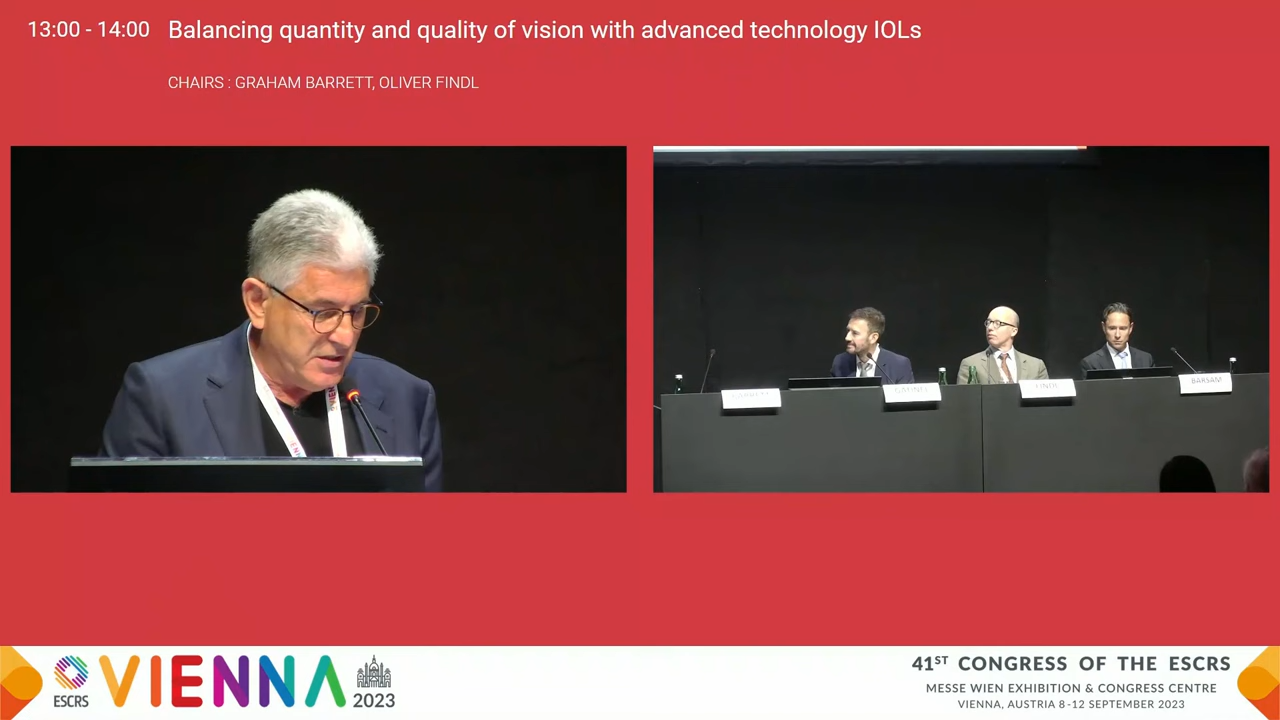 13:00 - 14:00 Balancing quantity and quality of vision with advanced technology IOLs
CHAIRS : GRAHAM BARRETT, OLIVER FINDL
GATINEL
FINDL
BARSAM
ESCRS
VIENNA
2023
41ST CONGRESS OF THE ESCRS
MESSE WIEN EXHIBITION & CONGRESS CENTRE
VIENNA, AUSTRIA 8-12 SEPTEMBER 2023